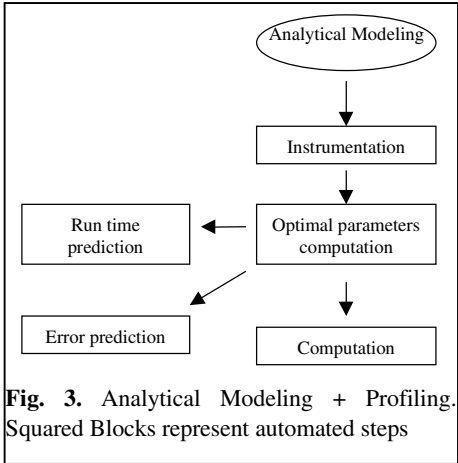 Analytical Modeling
Instrumentation
Run time
prediction
Optimal parameters
computation
Error prediction
Computation
Fig. 3. Analytical Modeling + Profiling.
Squared Blocks represent automated steps